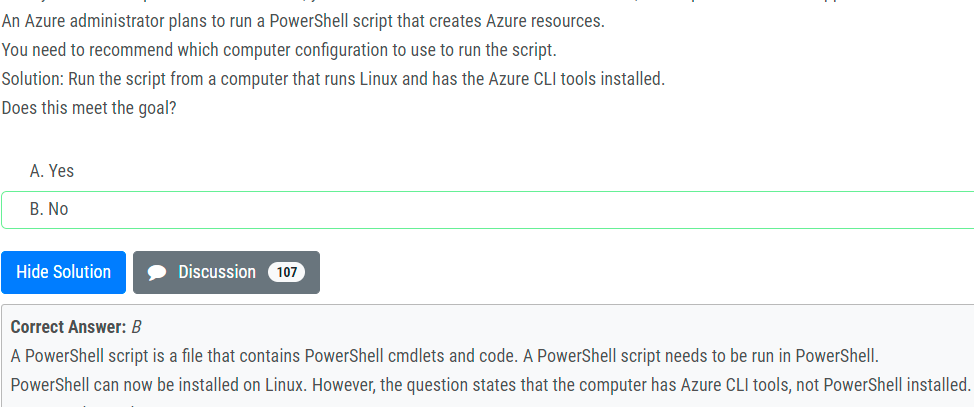 An Azure administrator plans to run a PowerShell script that creates Azure resources.
You need to recommend which computer configuration to use to run the script.
Solution: Run the script from a computer that runs Linux and has the Azure CLI tools installed.
Does this meet the goal?
A. Yes
B. No
Hide Solution Discussion 107
Correct Answer: B
A PowerShell script is a file that contains PowerShell cmdlets and code. A PowerShell script needs to be run in PowerShell.
PowerShell can now be installed on Linux. However, the question states that the computer has Azure CLI tools, not PowerShell installed.